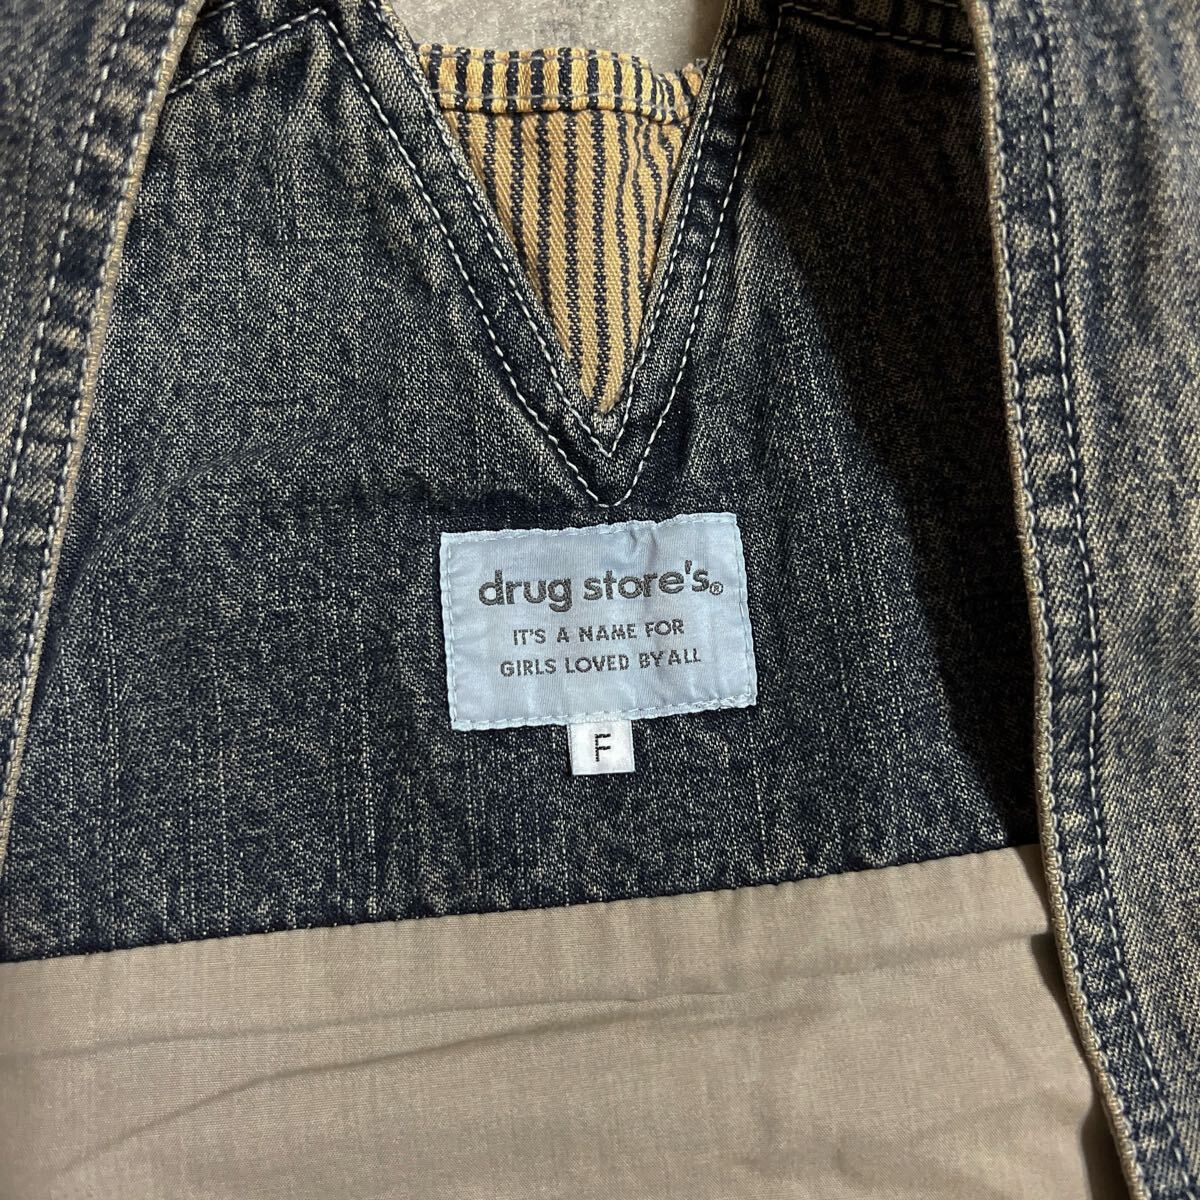 drug store's®
IT'S A NAME FOR
GIRLS LOVED BY ALL
F